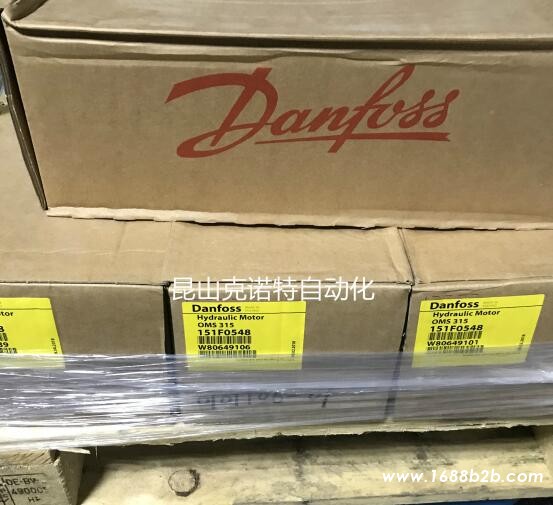 Danfoss
昆山克诺特自动化
Danfoss
Hydraulic Motor
OMS 315
151F0548
W80649106
Danfoss
Hydraulic Motor
OMS 315
151F0548
W80649101
www.1688b2b.com